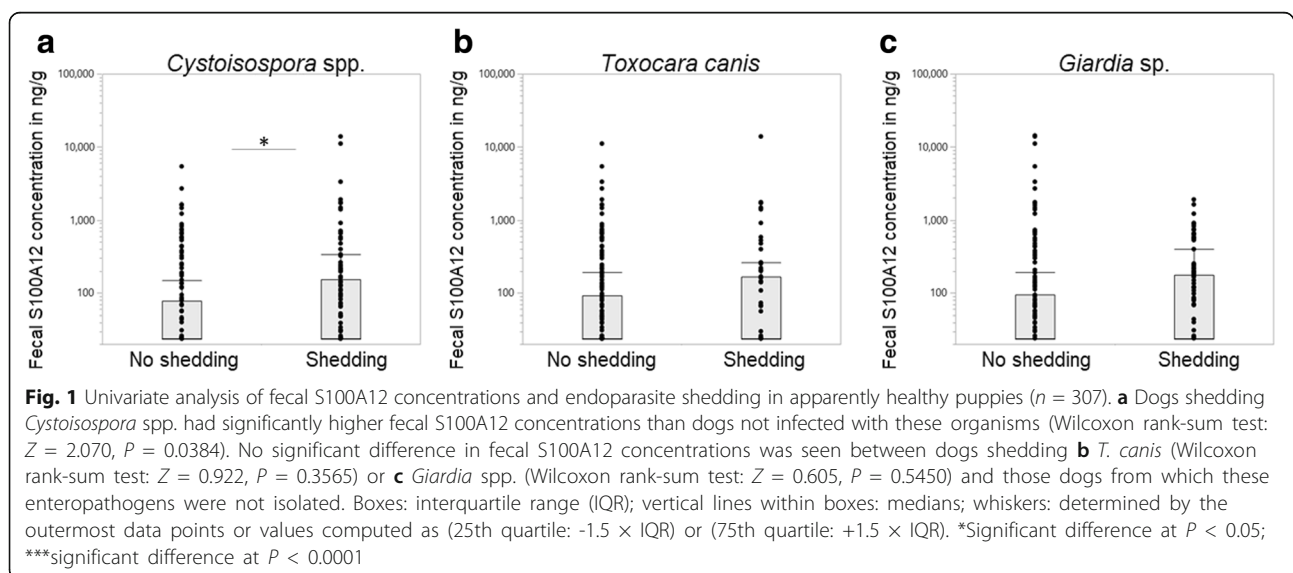 a
b
c
Cystoisospora spp.
Toxocara canis
Giardia sp.
Fecal S100A12 concentration in ng/g
100,000
10,000
1,000
100
*
No shedding
Shedding
Fecal S100A12 concentration in ng/g
100,000
10,000
1,000
100
No shedding
Shedding
Fecal S100A12 concentration in ng/g
100,000
10,000
1,000
100
No shedding
Shedding
Fig. 1 Univariate analysis of fecal S100A12 concentrations and endoparasite shedding in apparently healthy puppies (n = 307). a Dogs shedding
Cystoisospora spp. had significantly higher fecal S100A12 concentrations than dogs not infected with these organisms (Wilcoxon rank-sum test:
Z = 2.070, P = 0.0384). No significant difference in fecal S100A12 concentrations was seen between dogs shedding b T. canis (Wilcoxon
rank-sum test: Z = 0.922, P = 0.3565) or c Giardia spp. (Wilcoxon rank-sum test: Z = 0.605, P = 0.5450) and those dogs from which these
enteropathogens were not isolated. Boxes: interquartile range (IQR); vertical lines within boxes: medians; whiskers: determined by the
outermost data points or values computed as (25th quartile: -1.5 × IQR) or (75th quartile: +1.5 × IQR). *Significant difference at P < 0.05;
***significant difference at P < 0.0001